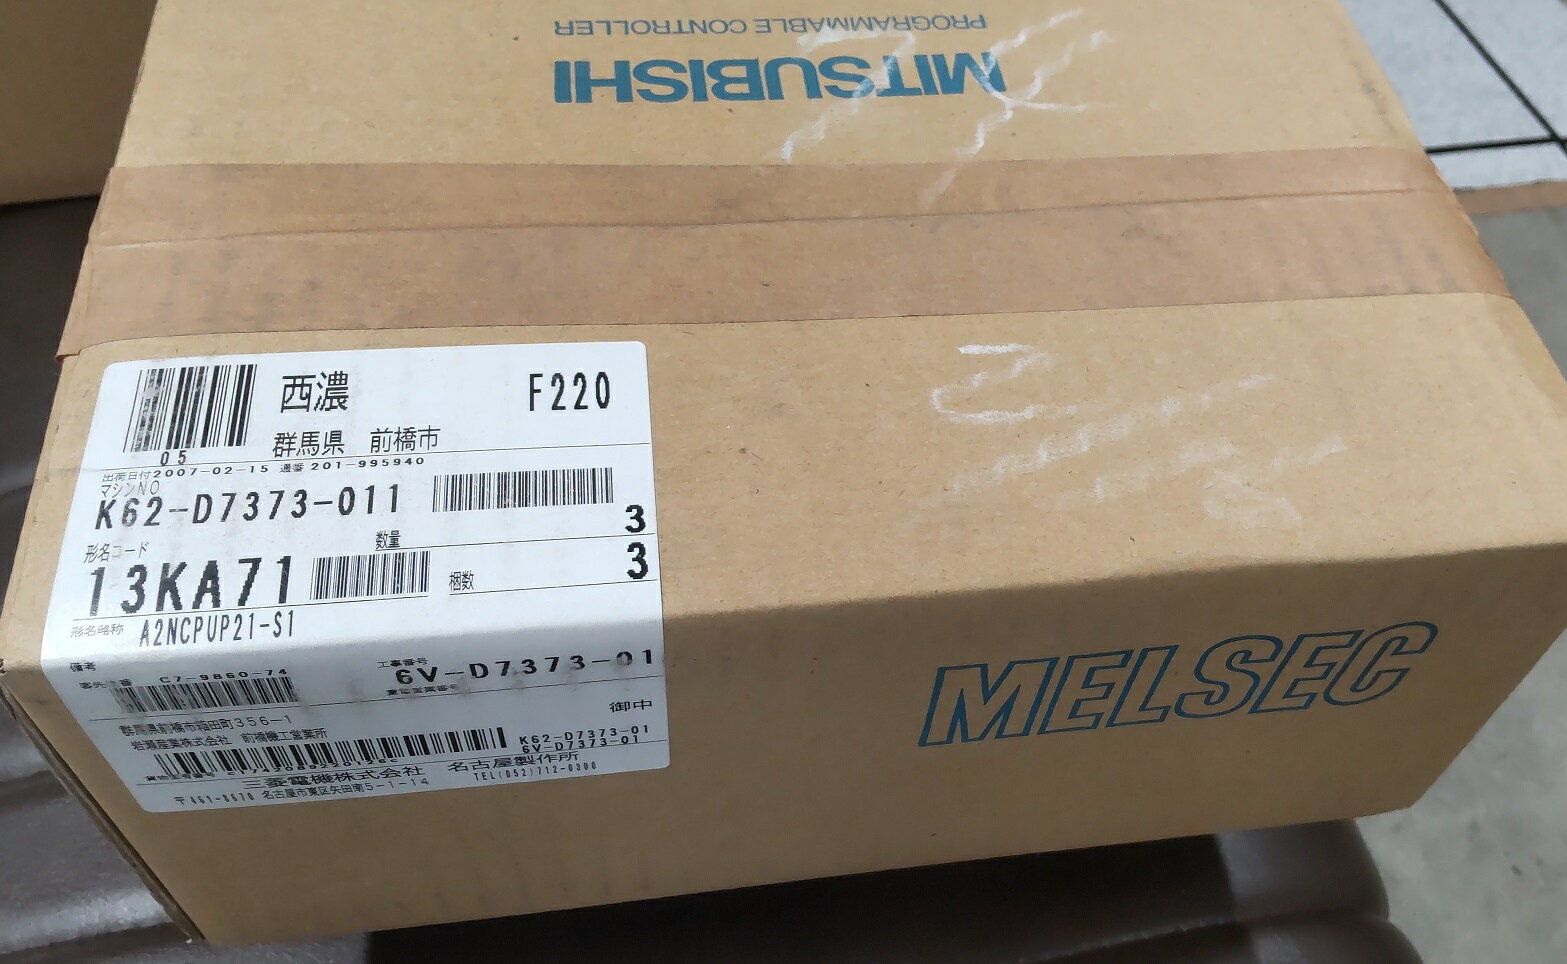 PROGRAMMABLE CONTROLLER
MITSUBISHI
西濃 F220
05
群馬県 前橋市
出荷日付2007-02-15 通番201-995940
マシンNO
K62-D7373-011
3
形名コード 数量
13KA71
梱数 3
形名略称 A2NCPUP21-S1
備考
C7-9860-74
工事番号
6V-D7373-01
御中
群馬県前橋市箱田町356-1
岩瀬産業株式会社 前橋機工営業所
K62-D7373-01
6V-D7373-01
三菱電機株式会社 名古屋製作所
TEL(052)712-0300
〒461-8670 名古屋市東区矢田南5-1-14
MELSEC